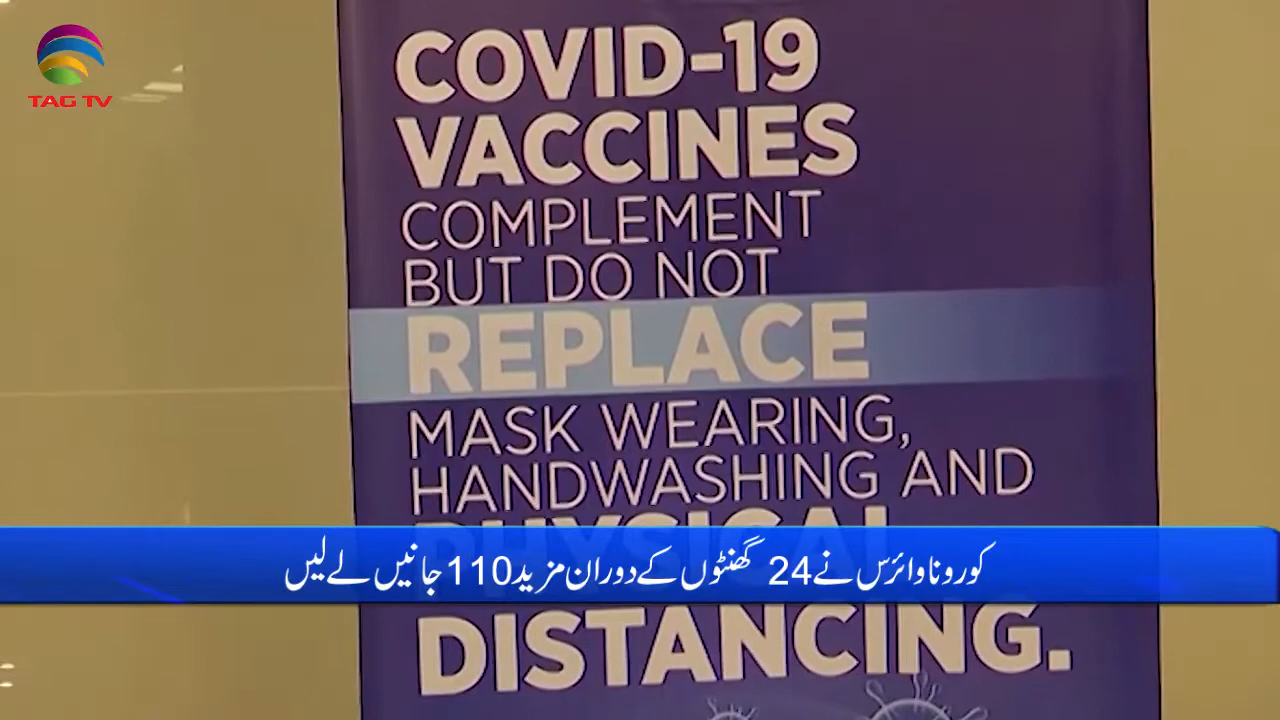 TAG TV
COVID-19
VACCINES
COMPLEMENT
BUT DO NOT
REPLACE
MASK WEARING,
HANDWASHING AND
PHYSICAL
کورونا وائرس نے 24 گھنٹوں کے دوران مزید 110 جانیں لے لیں
DISTANCING.